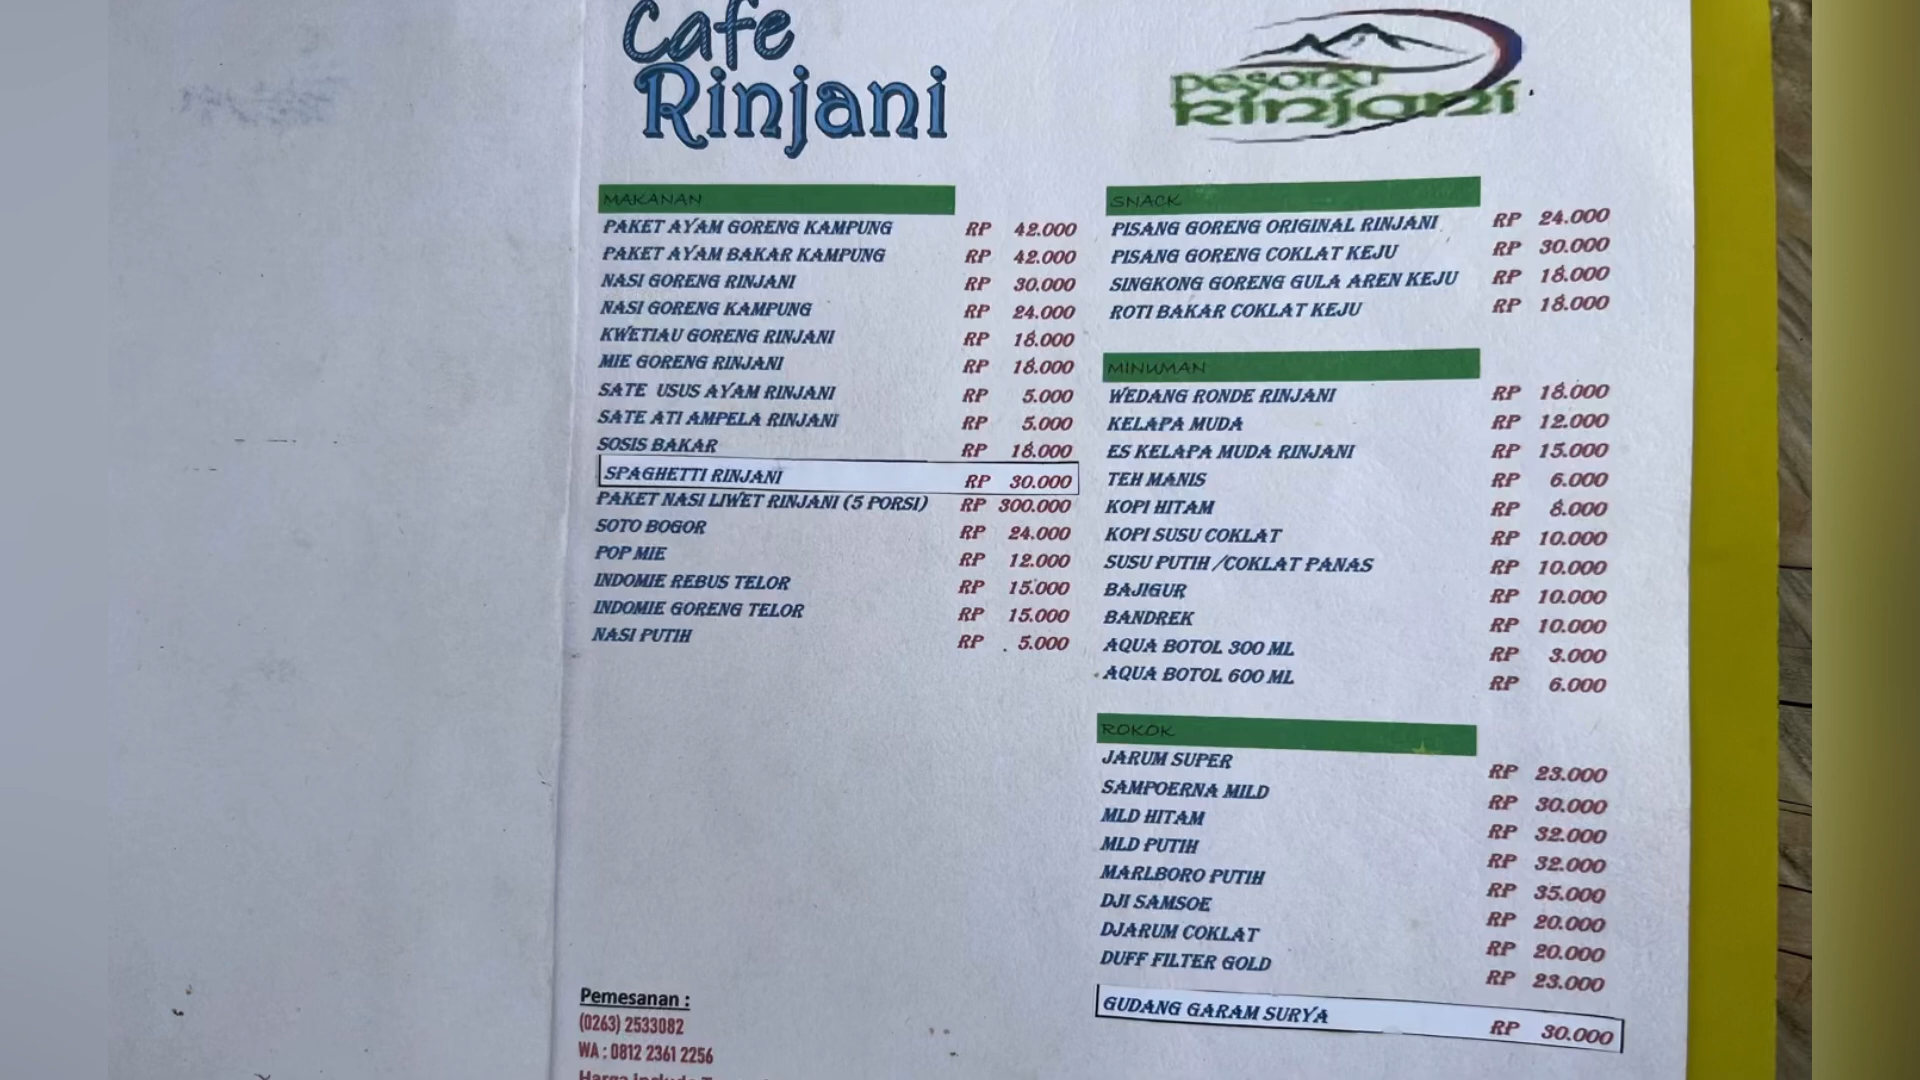 Cafe
Rinjani
Pesona
Rinjani
MAKANAN
PAKET AYAM GORENG KAMPUNG RP 42.000
PAKET AYAM BAKAR KAMPUNG RP 42.000
NASI GORENG RINJANI RP 30.000
NASI GORENG KAMPUNG RP 24.000
KWETIAU GORENG RINJANI RP 18.000
MIE GORENG RINJANI RP 18.000
SATE USUS AYAM RINJANI RP 5.000
SATE ATI AMPELA RINJANI RP 5.000
SOSIS BAKAR RP 18.000
SPAGHETTI RINJANI RP 30.000
PAKET NASI LIWET RINJANI (5 PORSI) RP 300.000
SOTO BOGOR RP 24.000
POP MIE RP 12.000
INDOMIE REBUS TELOR RP 15.000
INDOMIE GORENG TELOR RP 15.000
NASI PUTIH RP 5.000
Pemesanan :
(0263) 2533082
WA : 0812 2361 2256
SNACK
PISANG GORENG ORIGINAL RINJANI RP 24.000
PISANG GORENG COKLAT KEJU RP 30.000
SINGKONG GORENG GULA AREN KEJU RP 18.000
ROTI BAKAR COKLAT KEJU RP 18.000
MINUMAN
WEDANG RONDE RINJANI RP 18.000
KELAPA MUDA RP 12.000
ES KELAPA MUDA RINJANI RP 15.000
TEH MANIS RP 6.000
KOPI HITAM RP 8.000
KOPI SUSU COKLAT RP 10.000
SUSU PUTIH /COKLAT PANAS RP 10.000
BAJIGUR RP 10.000
BANDREK RP 10.000
AQUA BOTOL 300 ML RP 3.000
AQUA BOTOL 600 ML RP 6.000
ROKOK
JARUM SUPER RP 23.000
SAMPOERNA MILD RP 30.000
MLD HITAM RP 32.000
MLD PUTIH RP 32.000
MARLBORO PUTIH RP 35.000
DJI SAMSOE RP 20.000
DJARUM COKLAT RP 20.000
DUFF FILTER GOLD RP 23.000
GUDANG GARAM SURYA RP 30.000